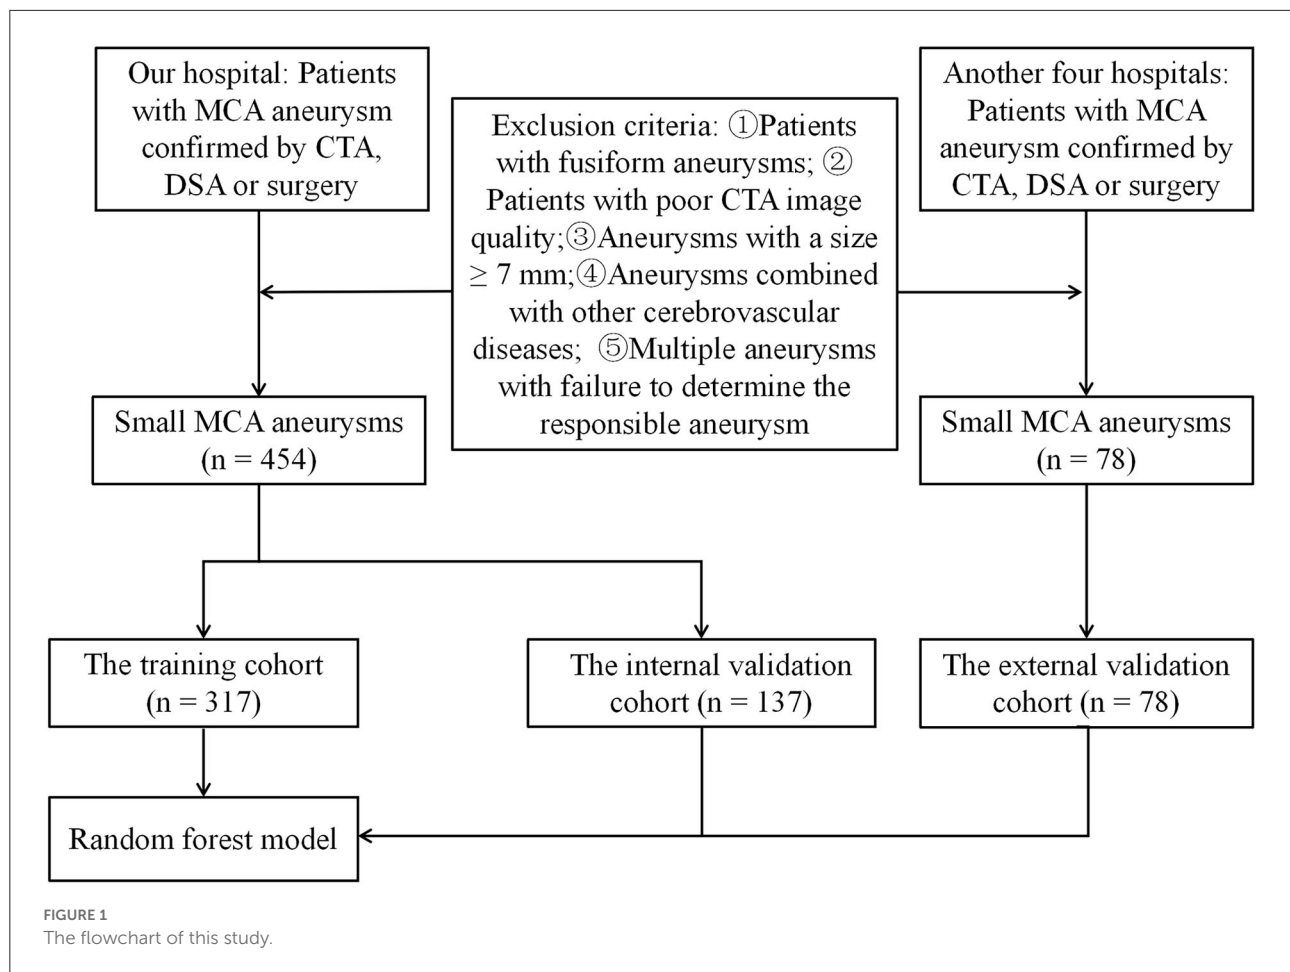 Our hospital: Patients
with MCA aneurysm
confirmed by CTA,
DSA or surgery
Exclusion criteria: ①Patients
with fusiform aneurysms; ②
Patients with poor CTA image
quality;③Aneurysms with a size
≥ 7 mm;④Aneurysms combined
with other cerebrovascular
diseases; ⑤Multiple aneurysms
with failure to determine the
responsible aneurysm
Another four hospitals:
Patients with MCA
aneurysm confirmed by
CTA, DSA or surgery
Small MCA aneurysms
(n = 454)
Small MCA aneurysms
(n = 78)
The training cohort
(n = 317)
The internal validation
cohort (n = 137)
The external validation
cohort (n = 78)
Random forest model
FIGURE 1
The flowchart of this study.